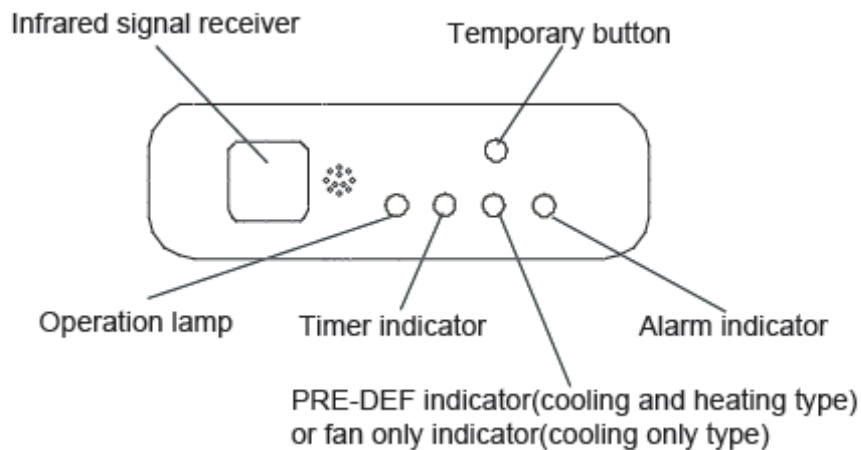 Infrared signal receiver
Temporary button
Operation lamp
Timer indicator
Alarm indicator
PRE-DEF indicator(cooling and heating type)
or fan only indicator(cooling only type)